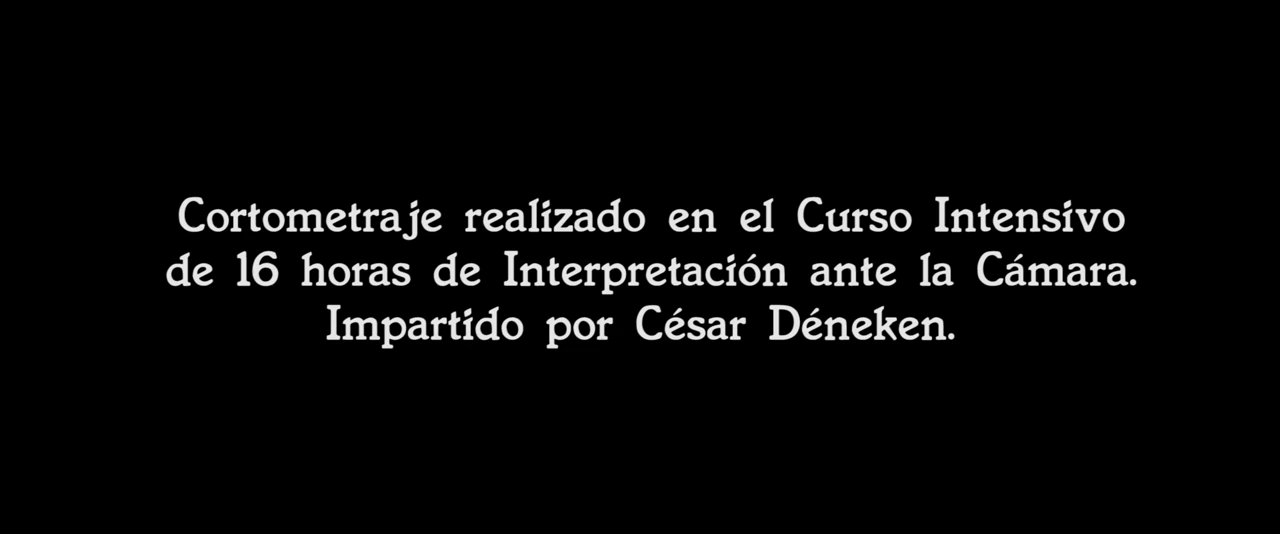 Cortometraje realizado en el Curso Intensivo
de 16 horas de Interpretación ante la Cámara.
Impartido por César Déneken.